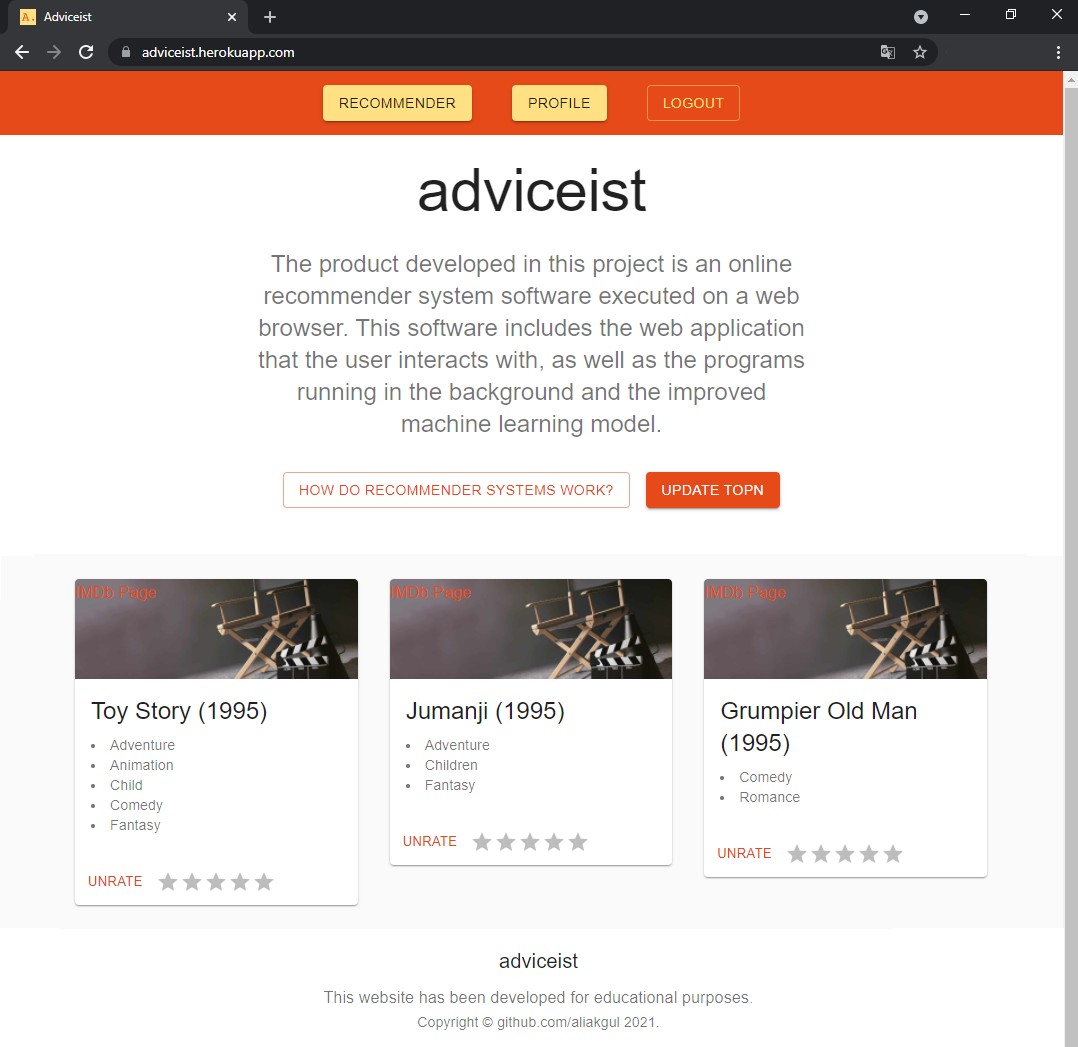 A. Adviceist
adviceist.herokuapp.com
RECOMMENDER PROFILE LOGOUT
adviceist
The product developed in this project is an online
recommender system software executed on a web
browser. This software includes the web application
that the user interacts with, as well as the programs
running in the background and the improved
machine learning model.
HOW DO RECOMMENDER SYSTEMS WORK? UPDATE TOPN
IMDb Page
Toy Story (1995)
• Adventure
• Animation
• Child
• Comedy
• Fantasy
UNRATE
IMDb Page
Jumanji (1995)
• Adventure
• Children
• Fantasy
UNRATE
IMDb Page
Grumpier Old Man
(1995)
• Comedy
• Romance
UNRATE
adviceist
This website has been developed for educational purposes.
Copyright © github.com/aliakgul 2021.